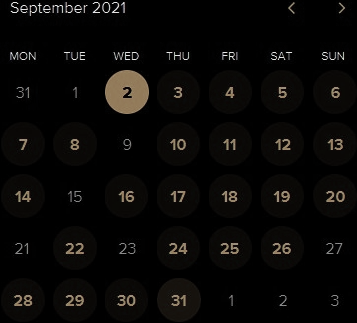 September 2021
MON TUE WED THU FRI SAT SUN
31 1 2 3 4 5 6
7 8 9 10 11 12 13
14 15 16 17 18 19 20
21 22 23 24 25 26 27
28 29 30 31 1 2 3